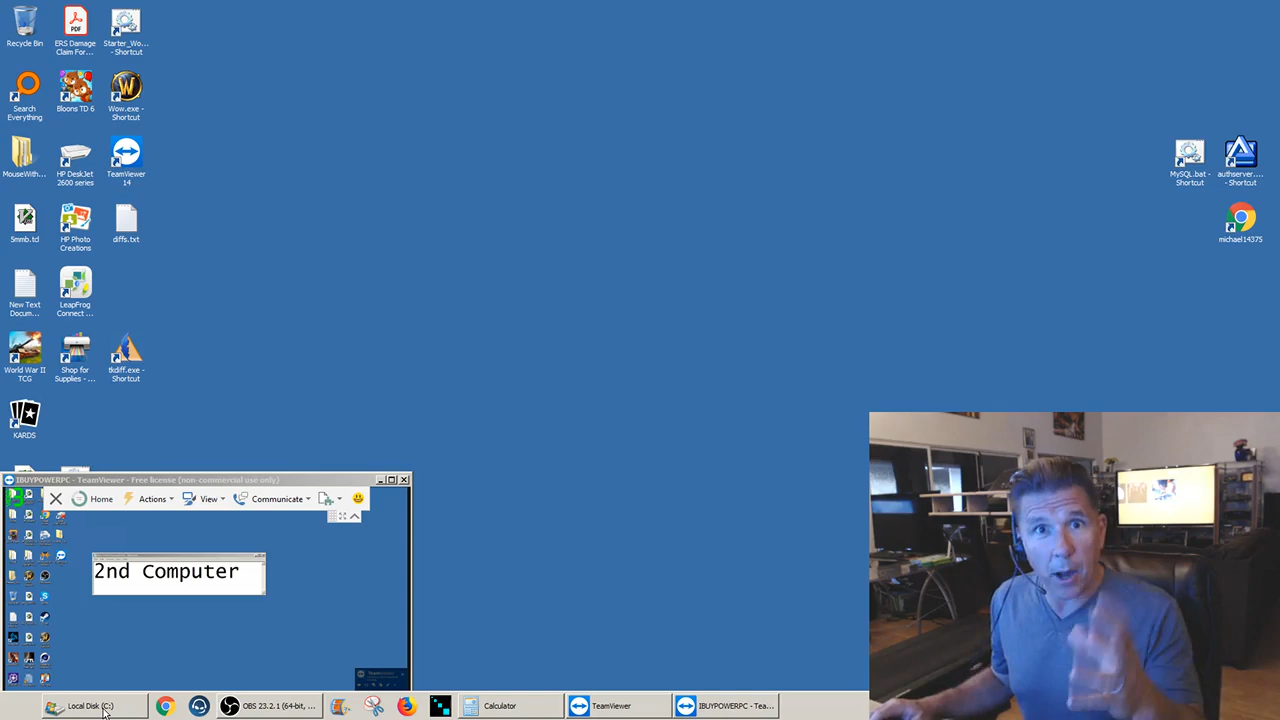 Recycle Bin
ERS Damage
Claim For...
Starter_Wo...
- Shortcut
Search
Everything
Bloons TD 6
Wow.exe -
Shortcut
MouseWith...
HP DeskJet
2600 series
TeamViewer
14
5mmb.td
HP Photo
Creations
diffs.txt
New Text
Docum...
LeapFrog
Connect ...
World War II
TCG
Shop for
Supplies - ...
tkdiff.exe -
Shortcut
KARDS
MySQL.bat -
Shortcut
authserver....
- Shortcut
michael14375
IBUYPOWERPC - TeamViewer - Free license (non-commercial use only)
Home
Actions
View
Communicate
2nd Computer
TeamViewer
Local Disk (C:)
OBS 23.2.1 (64-bit, ...
Calculator
TeamViewer
IBUYPOWERPC - Tea...